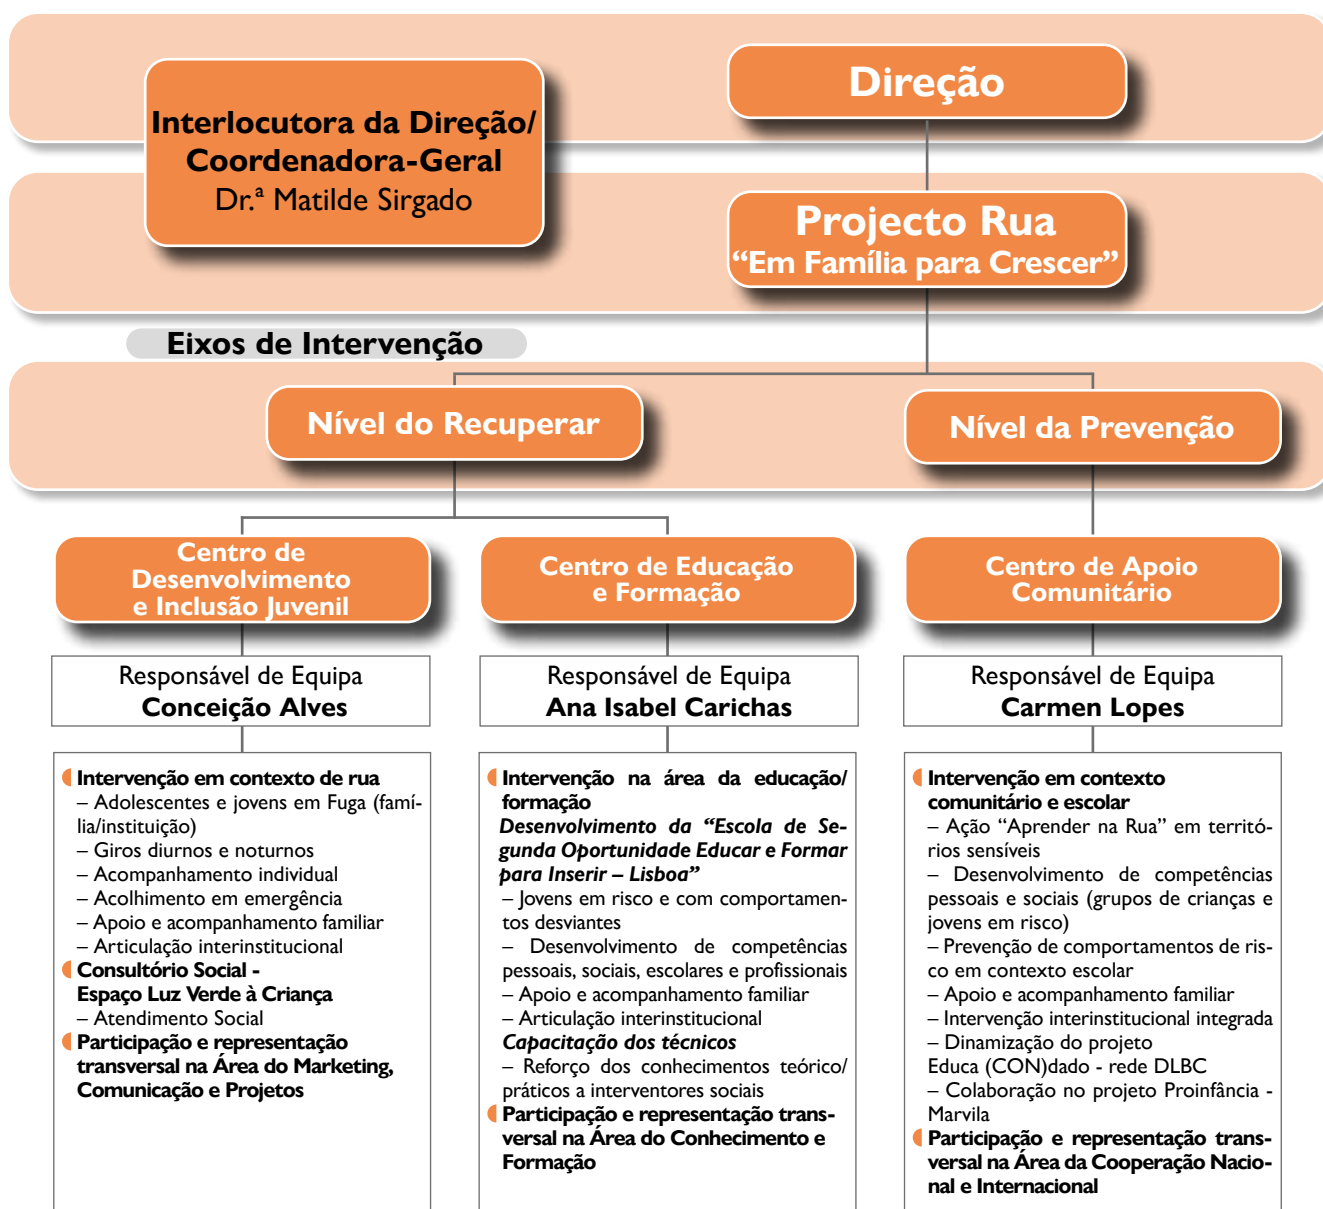 Direção
Interlocutora da Direção/
Coordenadora-Geral
Dr.ª Matilde Sirgado
Projecto Rua
“Em Família para Crescer”
Eixos de Intervenção
Nível do Recuperar
Nível da Prevenção
Centro de
Desenvolvimento
e Inclusão Juvenil
Centro de Educação
e Formação
Centro de Apoio
Comunitário
Responsável de Equipa
Conceição Alves
Responsável de Equipa
Ana Isabel Carichas
Responsável de Equipa
Carmen Lopes
Intervenção em contexto de rua
– Adolescentes e jovens em Fuga (famí-
lia/instituição)
– Giros diurnos e noturnos
– Acompanhamento individual
– Acolhimento em emergência
– Apoio e acompanhamento familiar
– Articulação interinstitucional
Consultório Social -
Espaço Luz Verde à Criança
– Atendimento Social
Participação e representação
transversal na Área do Marketing,
Comunicação e Projetos
Intervenção na área da educação/
formação
Desenvolvimento da “Escola de Se-
gunda Oportunidade Educar e Formar
para Inserir – Lisboa”
– Jovens em risco e com comportamen-
tos desviantes
– Desenvolvimento de competências
pessoais, sociais, escolares e profissionais
– Apoio e acompanhamento familiar
– Articulação interinstitucional
Capacitação dos técnicos
– Reforço dos conhecimentos teórico/
práticos a interventores sociais
Participação e representação trans-
versal na Área do Conhecimento e
Formação
Intervenção em contexto
comunitário e escolar
– Ação “Aprender na Rua” em territó-
rios sensíveis
– Desenvolvimento de competências
pessoais e sociais (grupos de crianças e
jovens em risco)
– Prevenção de comportamentos de ris-
co em contexto escolar
– Apoio e acompanhamento familiar
– Intervenção interinstitucional integrada
– Dinamização do projeto
Educa (CON)dado - rede DLBC
– Colaboração no projeto Proinfância -
Marvila
Participação e representação trans-
versal na Área da Cooperação Nacio-
nal e Internacional